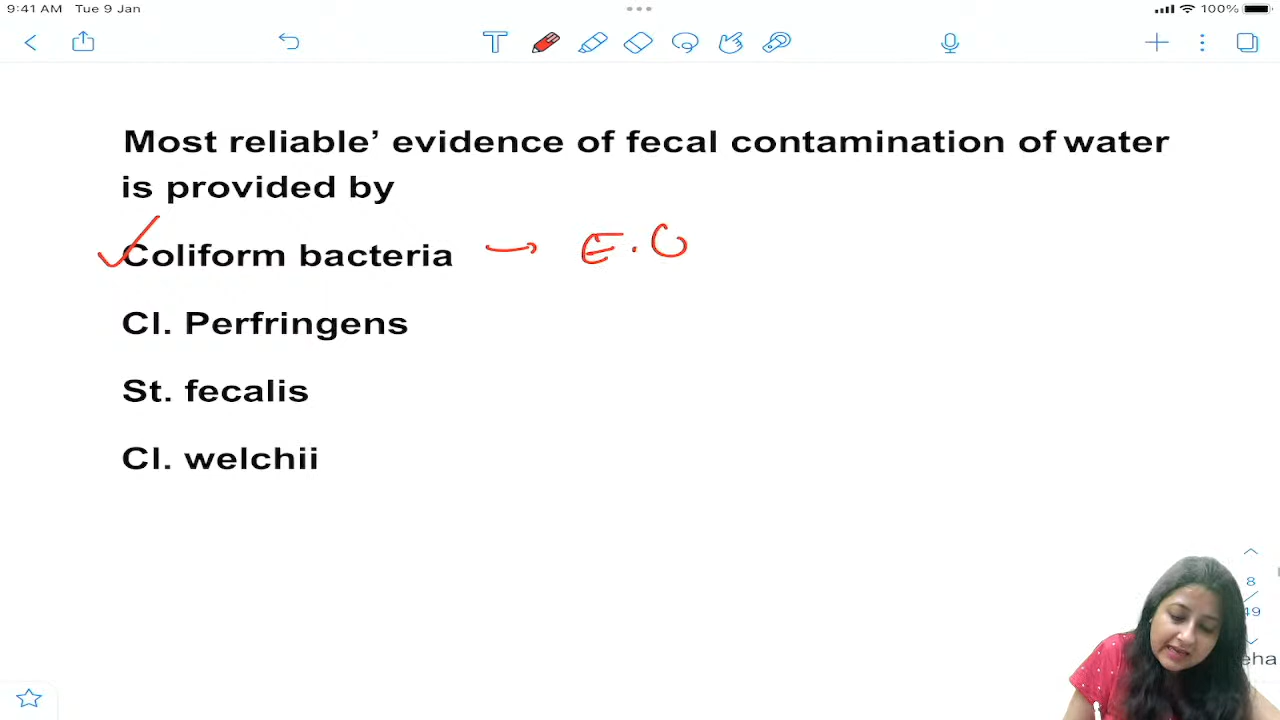 9:41 AM Tue 9 Jan
100%
Most reliable’ evidence of fecal contamination of water
is provided by
Coliform bacteria → E.C
Cl. Perfringens
St. fecalis
Cl. welchii
8
49
eha